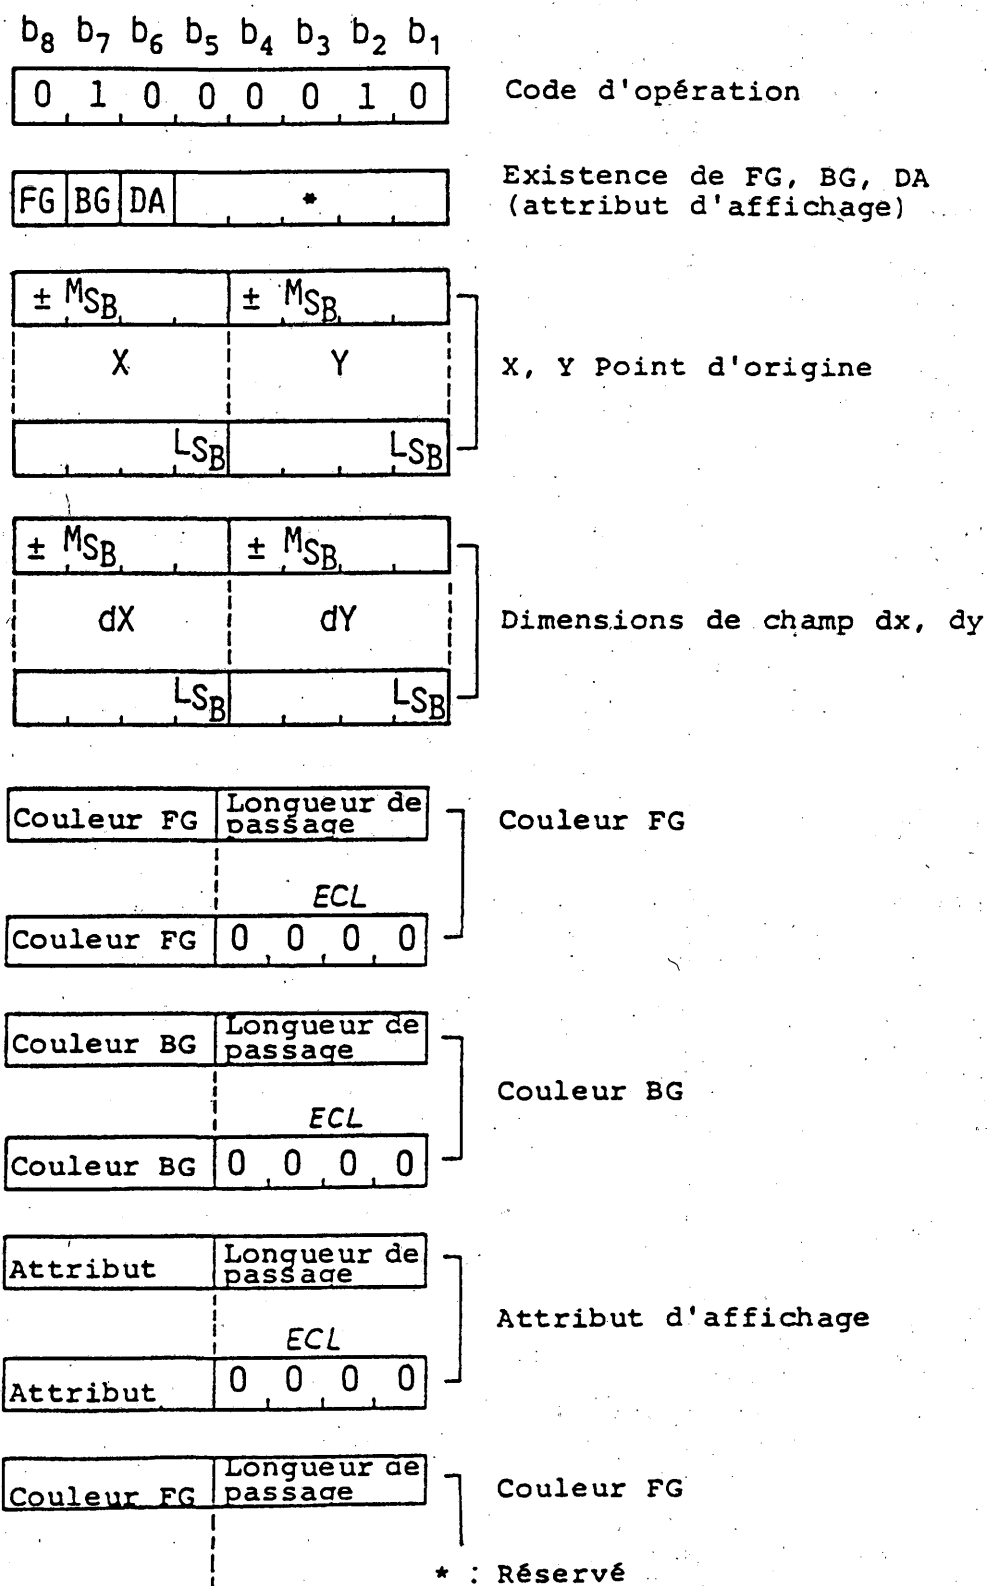 b8 b7 b6 b5 b4 b3 b2 b1
0 1 0 0 0 0 1 0 Code d'opération
FG BG DA * Existence de FG, BG, DA
(attribut d'affichage)
± MSB ± MSB
X Y X, Y Point d'origine
LSB LSB
± MSB ± MSB
dX dY Dimensions de champ dx, dy
LSB LSB
Couleur FG Longueur de passage Couleur FG
ECL
Couleur FG 0 0 0 0
Couleur BG Longueur de passage
Couleur BG
ECL
Couleur BG 0 0 0 0
Attribut Longueur de passage
Attribut d'affichage
ECL
Attribut 0 0 0 0
Couleur FG Longueur de passage Couleur FG
* : Réservé